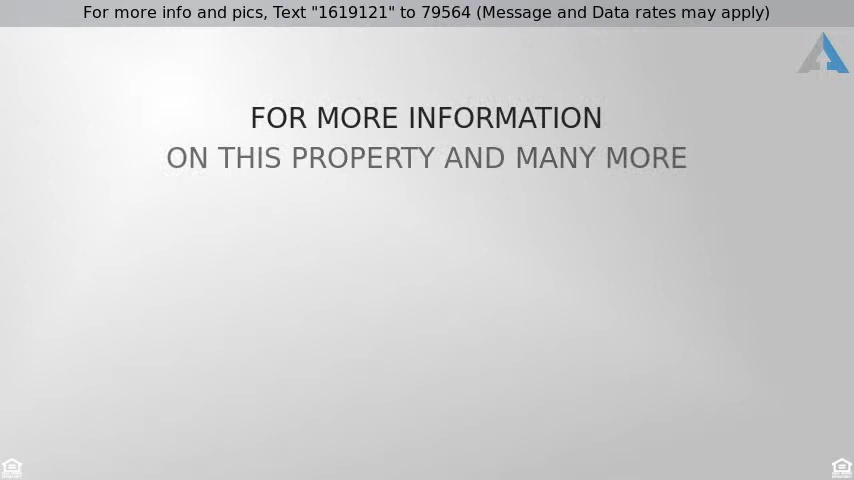 For more info and pics, Text "1619121" to 79564 (Message and Data rates may apply)
FOR MORE INFORMATION
ON THIS PROPERTY AND MANY MORE